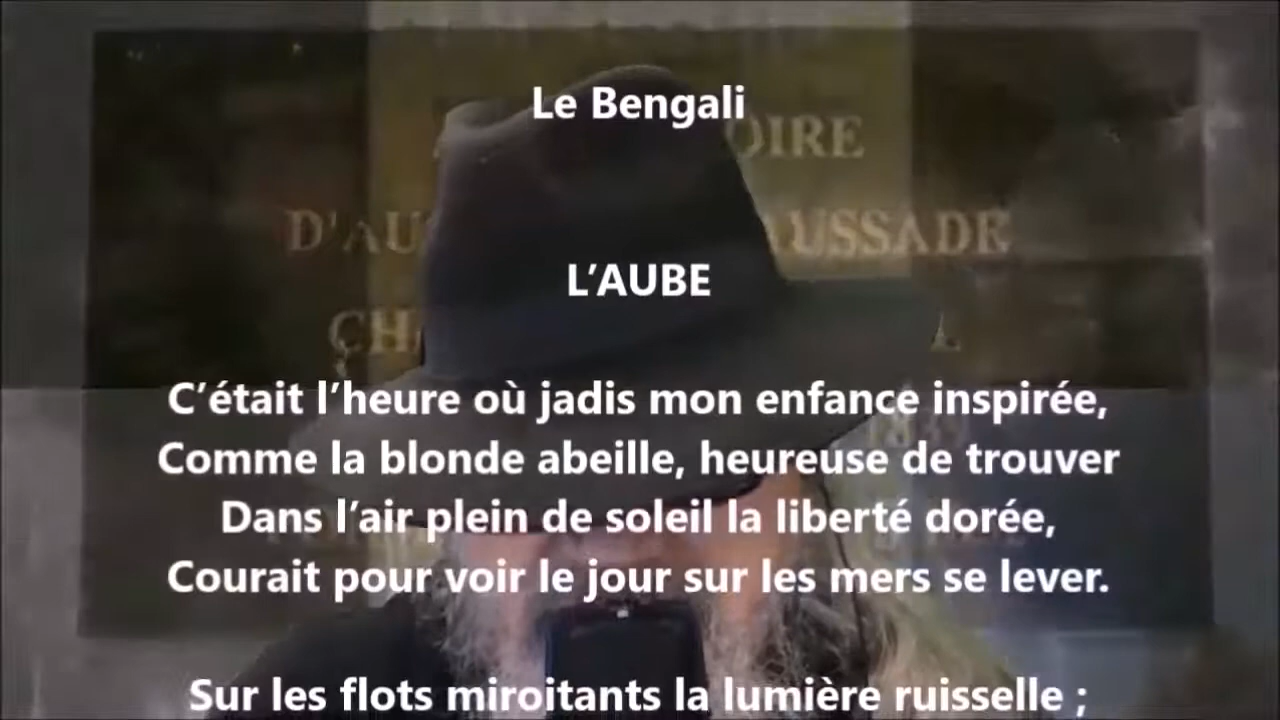 Le Bengali
OIRE
L’AUBE
C’était l’heure où jadis mon enfance inspirée,
Comme la blonde abeille, heureuse de trouver
Dans l’air plein de soleil la liberté dorée,
Courait pour voir le jour sur les mers se lever.
Sur les flots miroitants la lumière ruisselle ;